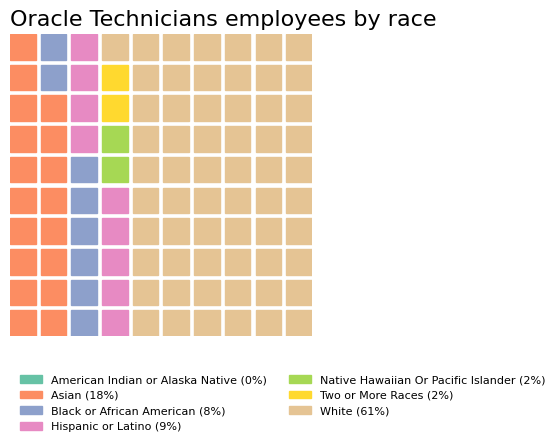 Oracle Technicians employees by race
American Indian or Alaska Native (0%)
Asian (18%)
Black or African American (8%)
Hispanic or Latino (9%)
Native Hawaiian Or Pacific Islander (2%)
Two or More Races (2%)
White (61%)